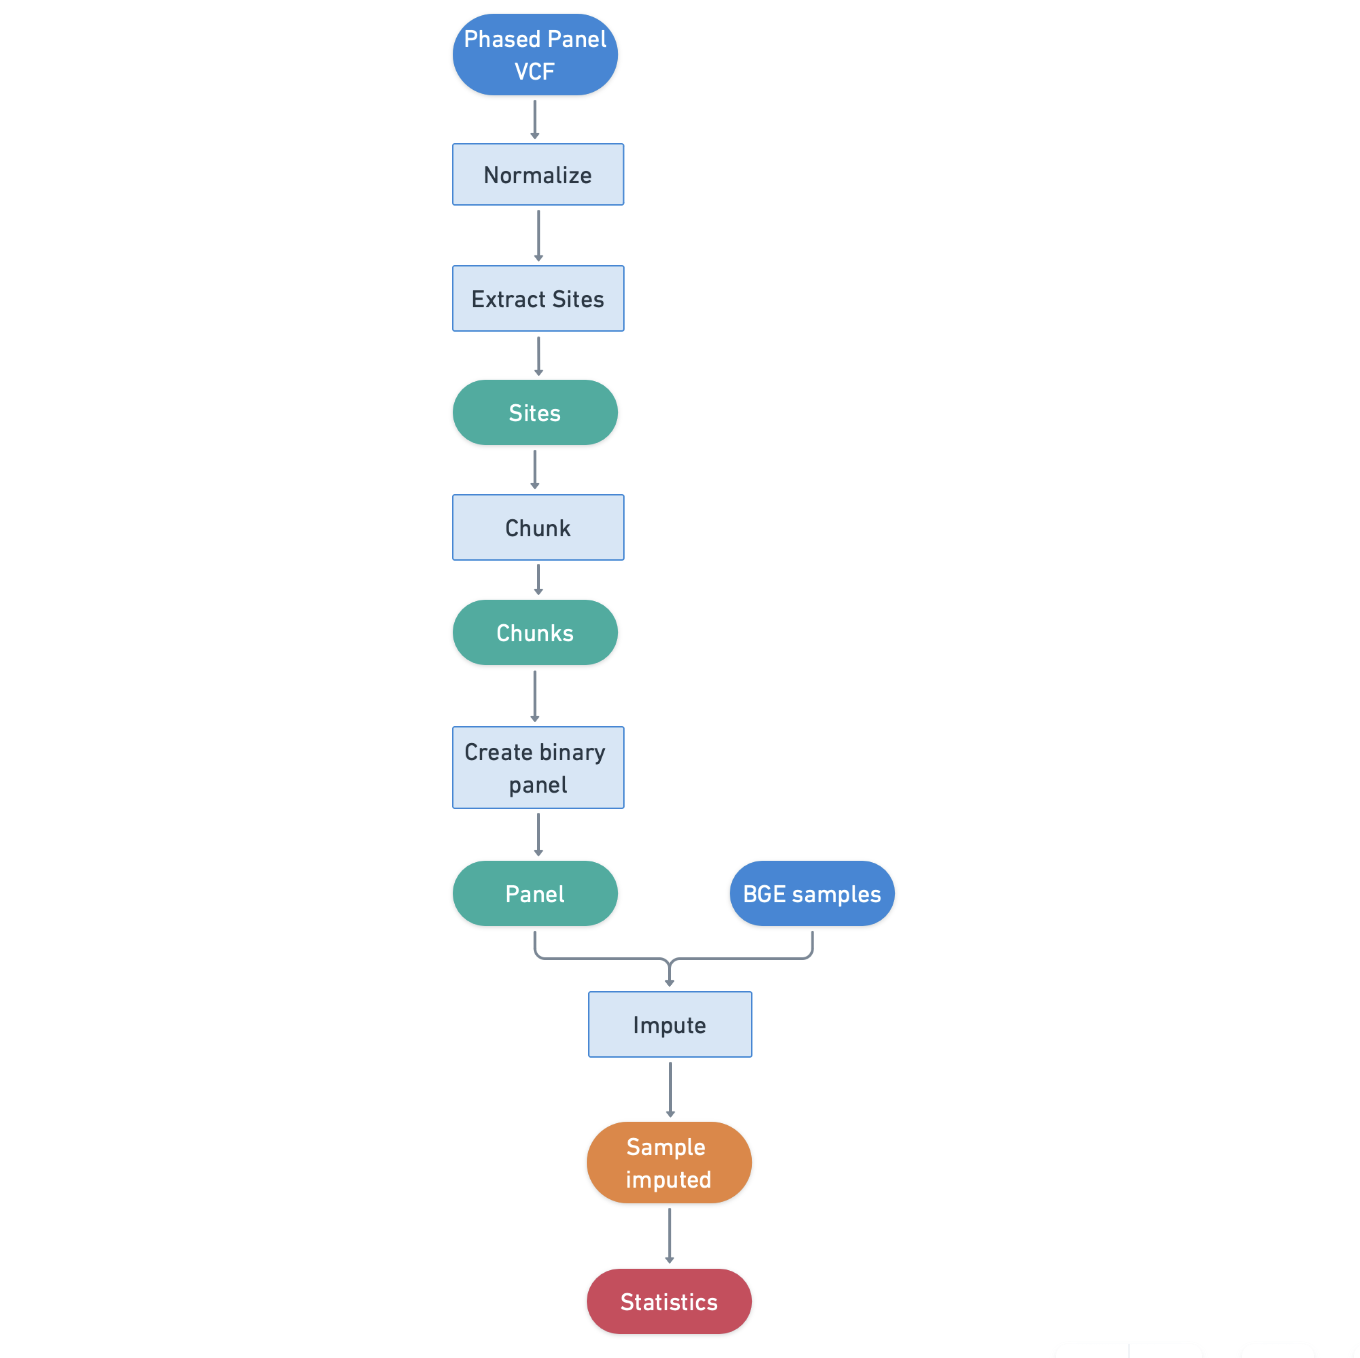 Phased Panel
VCF
Normalize
Extract Sites
Sites
Chunk
Chunks
Create binary
panel
Panel
BGE samples
Impute
Sample
imputed
Statistics